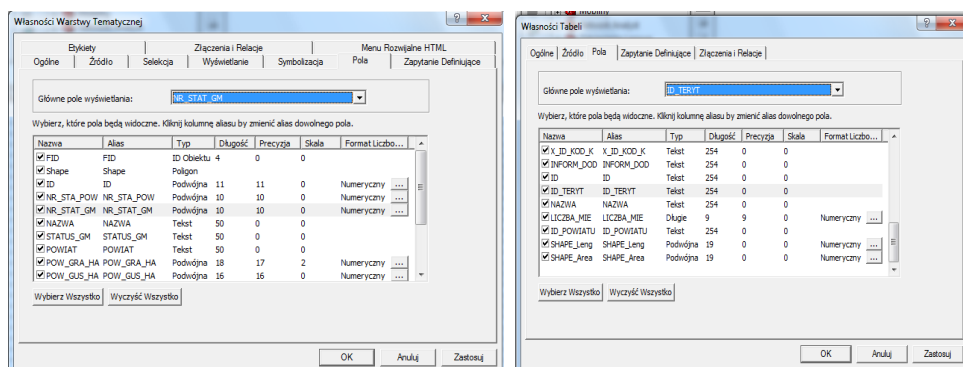 Mobilny
Własności Warstwy Tematycznej
Etykiety Złączenia i Relacje Menu Rozwijalne HTML
Ogólne Źródło Selekcja Wyświetlanie Symbolizacja Pola Zapytanie Definiujące
Główne pole wyświetlania: NR_STAT_GM
Wybierz, które pola będą widoczne. Kliknij kolumnę aliasu by zmienić alias dowolnego pola.
Nazwa Alias Typ Długość Precyzja Skala Format Liczbo...
FID FID ID Obiektu 4 0 0
Shape Shape Poligon
ID ID Podwójna 11 11 0 Numeryczny ...
NR_STA_POW NR_STA_POW Podwójna 10 10 0 Numeryczny ...
NR_STAT_GM NR_STAT_GM Podwójna 10 10 0 Numeryczny ...
NAZWA NAZWA Tekst 50 0 0
STATUS_GM STATUS_GM Tekst 50 0 0
POWIAT POWIAT Tekst 50 0 0
POW_GRA_HA POW_GRA_HA Podwójna 18 17 2 Numeryczny ...
POW_GUS_HA POW_GUS_HA Podwójna 16 16 0 Numeryczny ...
Wybierz Wszystko Wyczyść Wszystko
OK Anuluj Zastosuj
Własności Tabeli
Ogólne Źródło Pola Zapytanie Definiujące Złączenia i Relacje
Główne pole wyświetlania: ID_TERYT
Wybierz, które pola będą widoczne. Kliknij kolumnę aliasu by zmienić alias dowolnego pola.
Nazwa Alias Typ Długość Precyzja Skala Format Liczbo...
X_ID_KOD_K X_ID_KOD_K Tekst 254 0 0
INFORM_DOD INFORM_DOD Tekst 254 0 0
ID ID Tekst 254 0 0
ID_TERYT ID_TERYT Tekst 254 0 0
NAZWA NAZWA Tekst 254 0 0
LICZBA_MIE LICZBA_MIE Długie 9 9 0 Numeryczny ...
ID_POWIATU ID_POWIATU Tekst 254 0 0
SHAPE_Leng SHAPE_Leng Podwójna 19 0 0 Numeryczny ...
SHAPE_Area SHAPE_Area Podwójna 19 0 0 Numeryczny ...
Wybierz Wszystko Wyczyść Wszystko
OK Anuluj Zastosuj